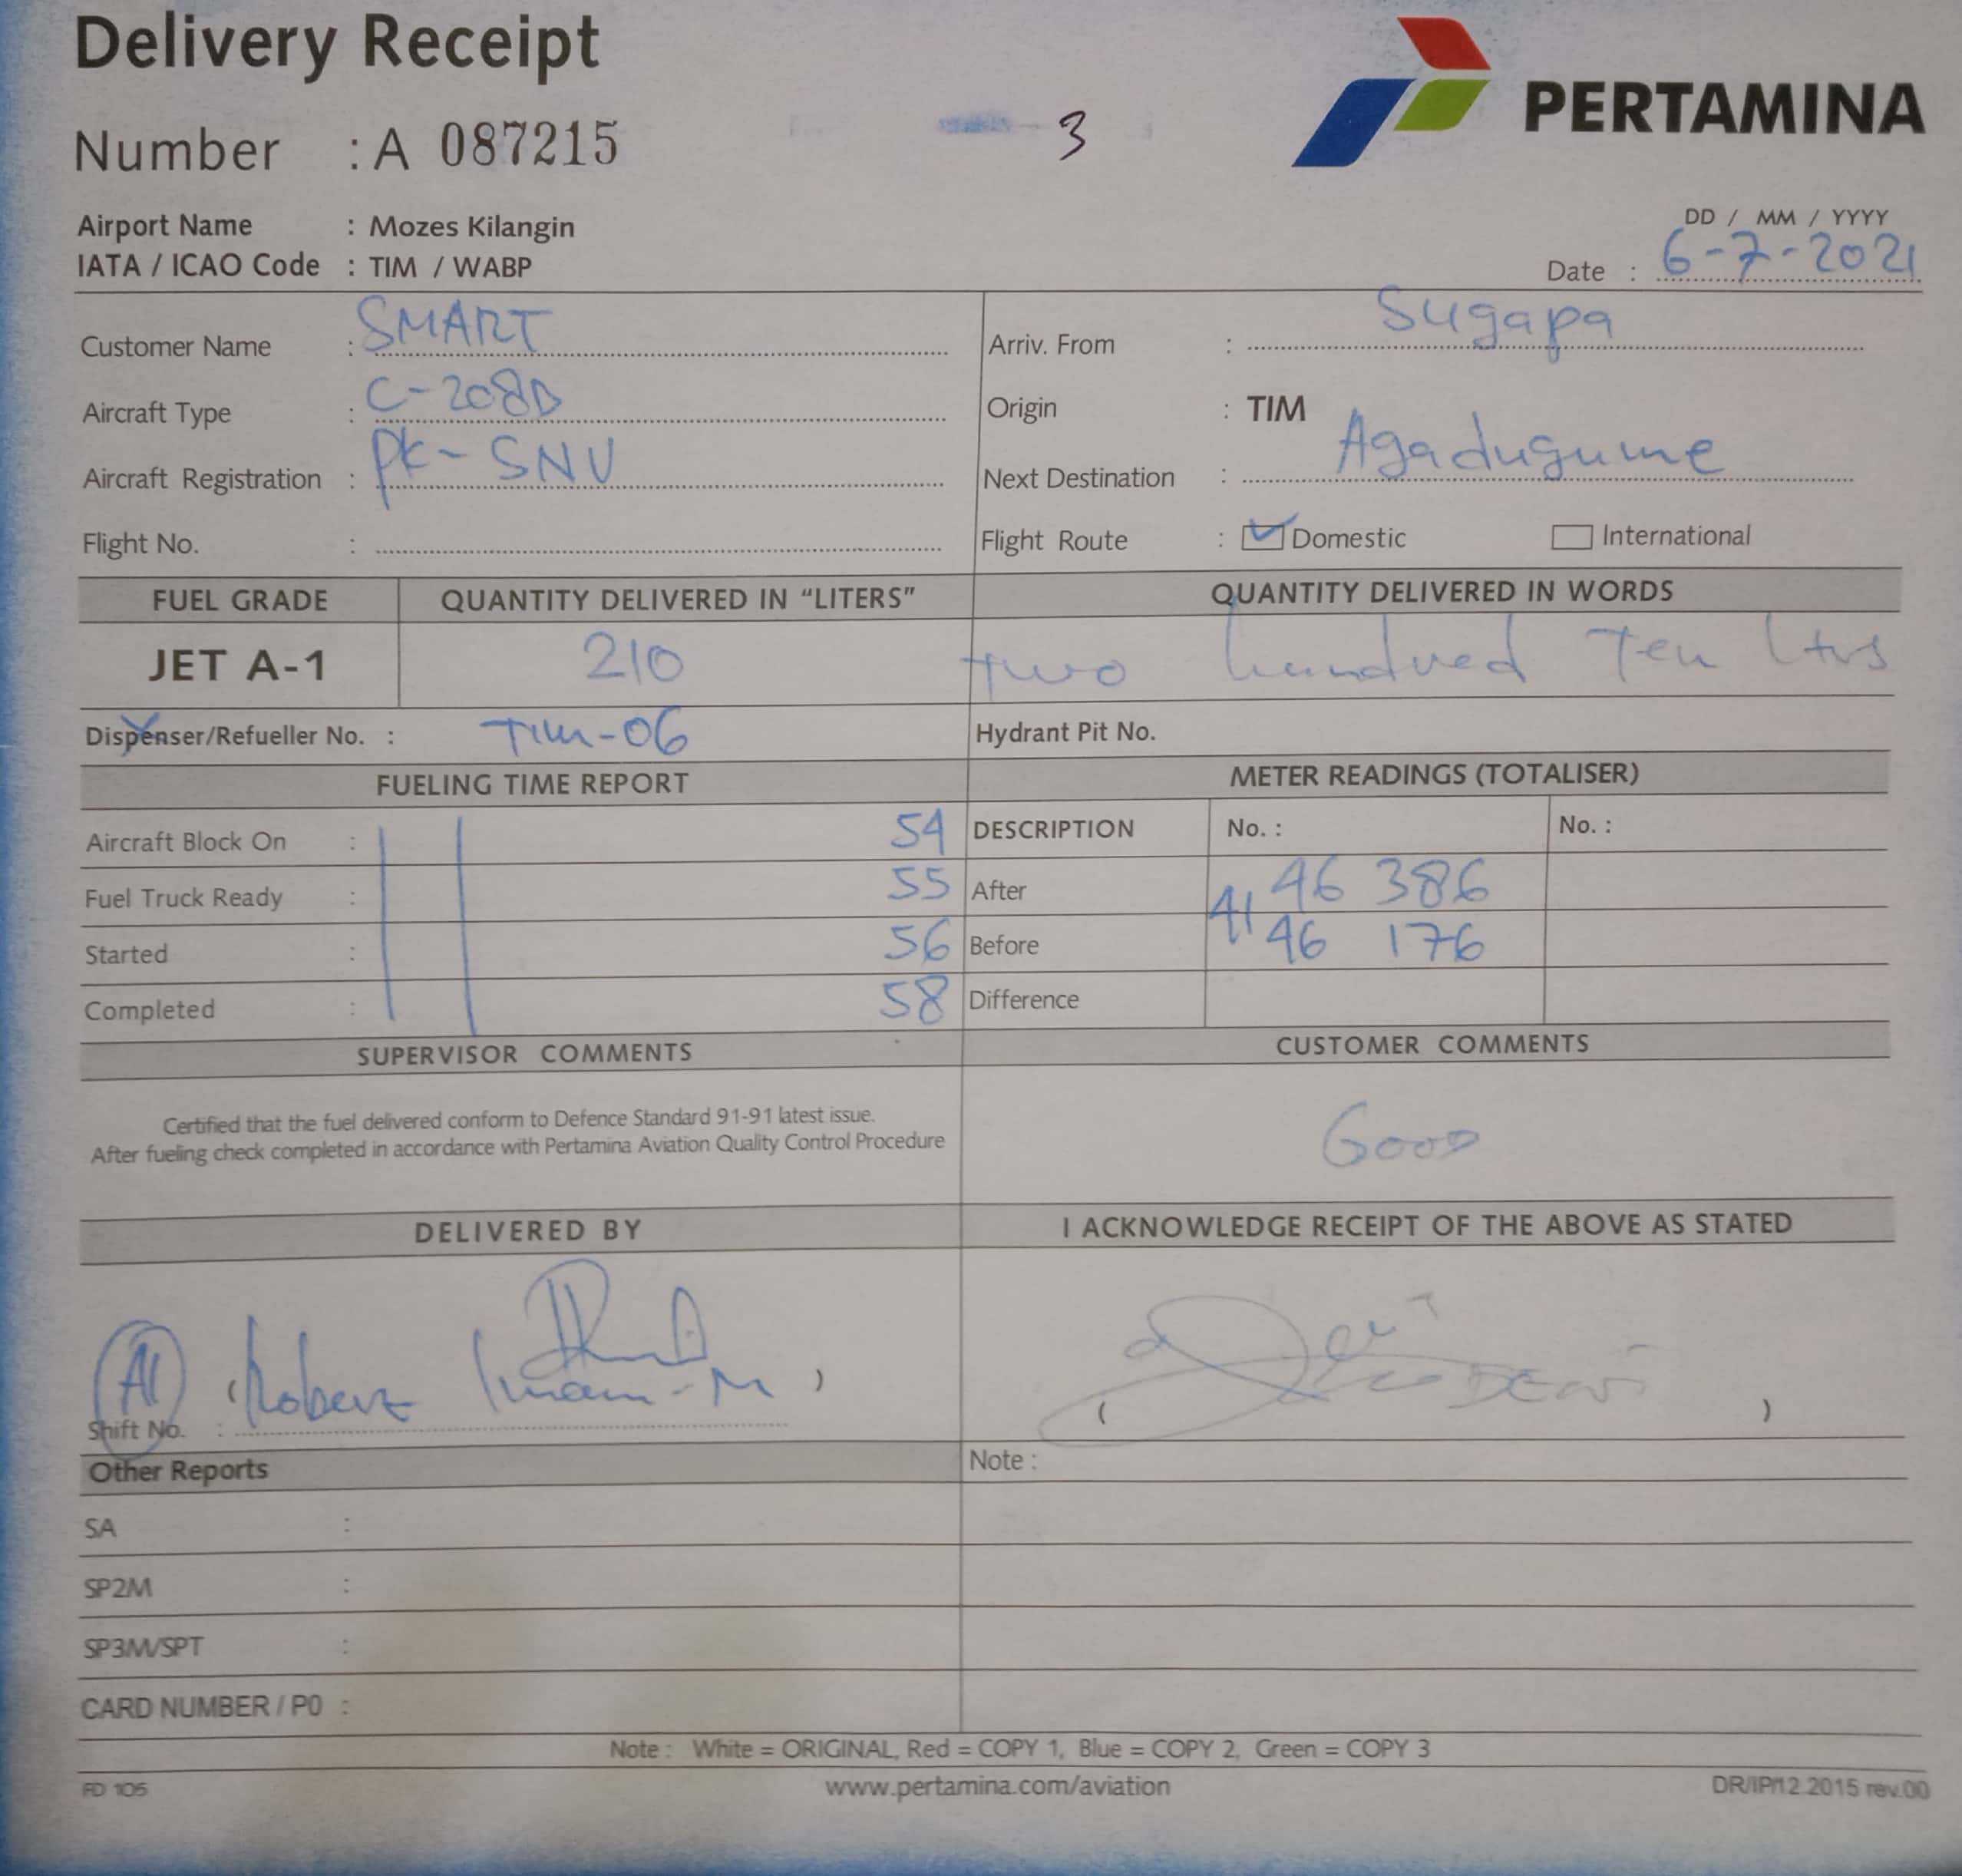 Delivery Receipt
PERTAMINA
Number : A 087215
3
Airport Name : Mozes Kilangin
IATA / ICAO Code : TIM / WABP
DD / MM / YYYY
Date : 6-7-2021
Customer Name : SMART
Arriv. From : Sugapa
Aircraft Type : C-208B
Origin : TIM
Aircraft Registration : PK-SNU
Next Destination : Agadugume
Flight No. :
Flight Route : Domestic International
FUEL GRADE QUANTITY DELIVERED IN “LITERS” QUANTITY DELIVERED IN WORDS
JET A-1 210 two hundred Ten ltrs
Dispenser/Refueller No. : TIM-06 Hydrant Pit No.
FUELING TIME REPORT METER READINGS (TOTALISER)
Aircraft Block On : 54 DESCRIPTION No. : No. :
Fuel Truck Ready : 55 After 41 46 386
Started : 56 Before 46 176
Completed : 58 Difference
SUPERVISOR COMMENTS CUSTOMER COMMENTS
Certified that the fuel delivered conform to Defence Standard 91-91 latest issue.
After fueling check completed in accordance with Pertamina Aviation Quality Control Procedure
GOOD
DELIVERED BY I ACKNOWLEDGE RECEIPT OF THE ABOVE AS STATED
A1 ( Robert Imam-M )
( DEWI )
Shift No. :
Other Reports Note :
SA :
SP2M :
SP3M/SPT :
CARD NUMBER / PO :
Note : White = ORIGINAL, Red = COPY 1, Blue = COPY 2, Green = COPY 3
FD 105 www.pertamina.com/aviation DR/IP/12.2015 rev.00